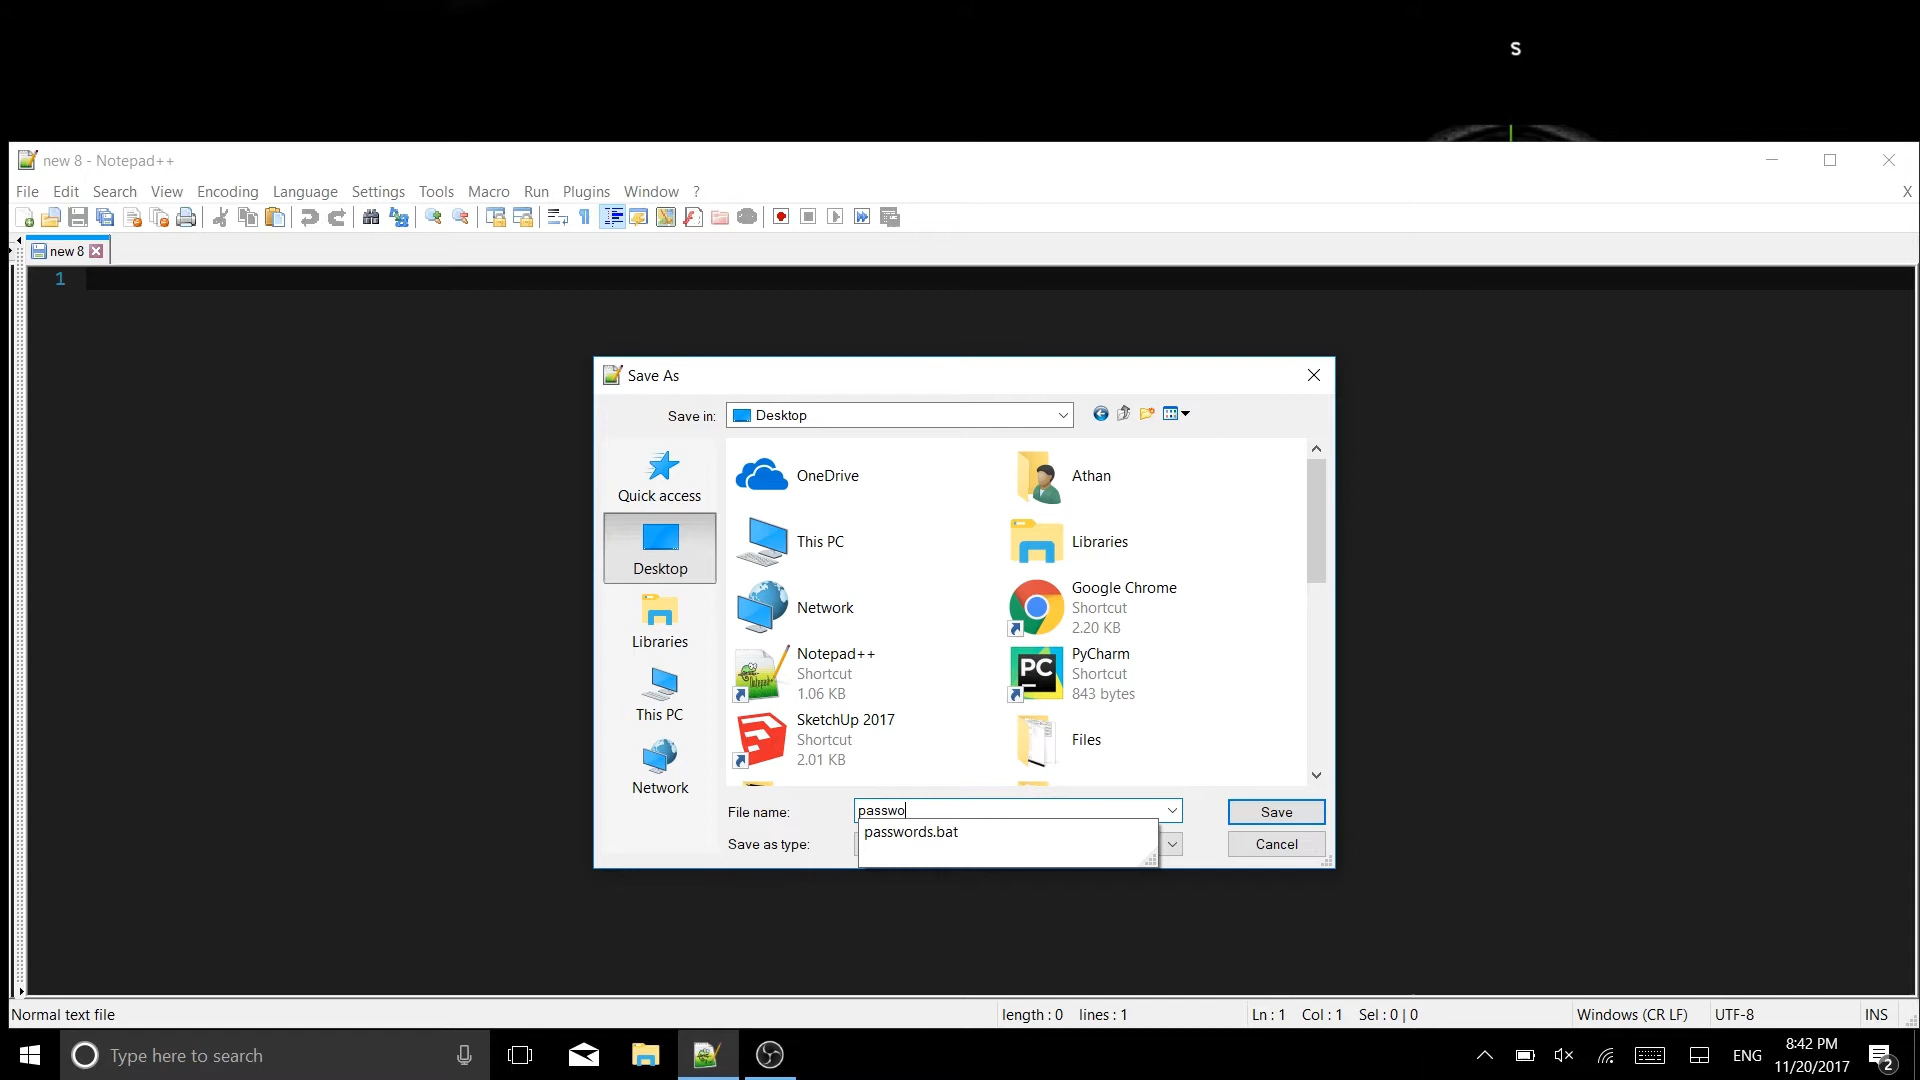 S
new 8 - Notepad++
File Edit Search View Encoding Language Settings Tools Macro Run Plugins Window ?
X
new 8
1
Save As
Save in: Desktop
Quick access
Desktop
Libraries
This PC
Network
OneDrive
Athan
This PC
Libraries
Network
Google Chrome
Shortcut
2.20 KB
Notepad++
Shortcut
1.06 KB
PyCharm
Shortcut
843 bytes
SketchUp 2017
Shortcut
2.01 KB
Files
File name: passwo
Save
passwords.bat
Save as type:
Cancel
Normal text file length : 0 lines : 1 Ln : 1 Col : 1 Sel : 0 | 0 Windows (CR LF) UTF-8 INS
Type here to search
ENG
8:42 PM
11/20/2017
2